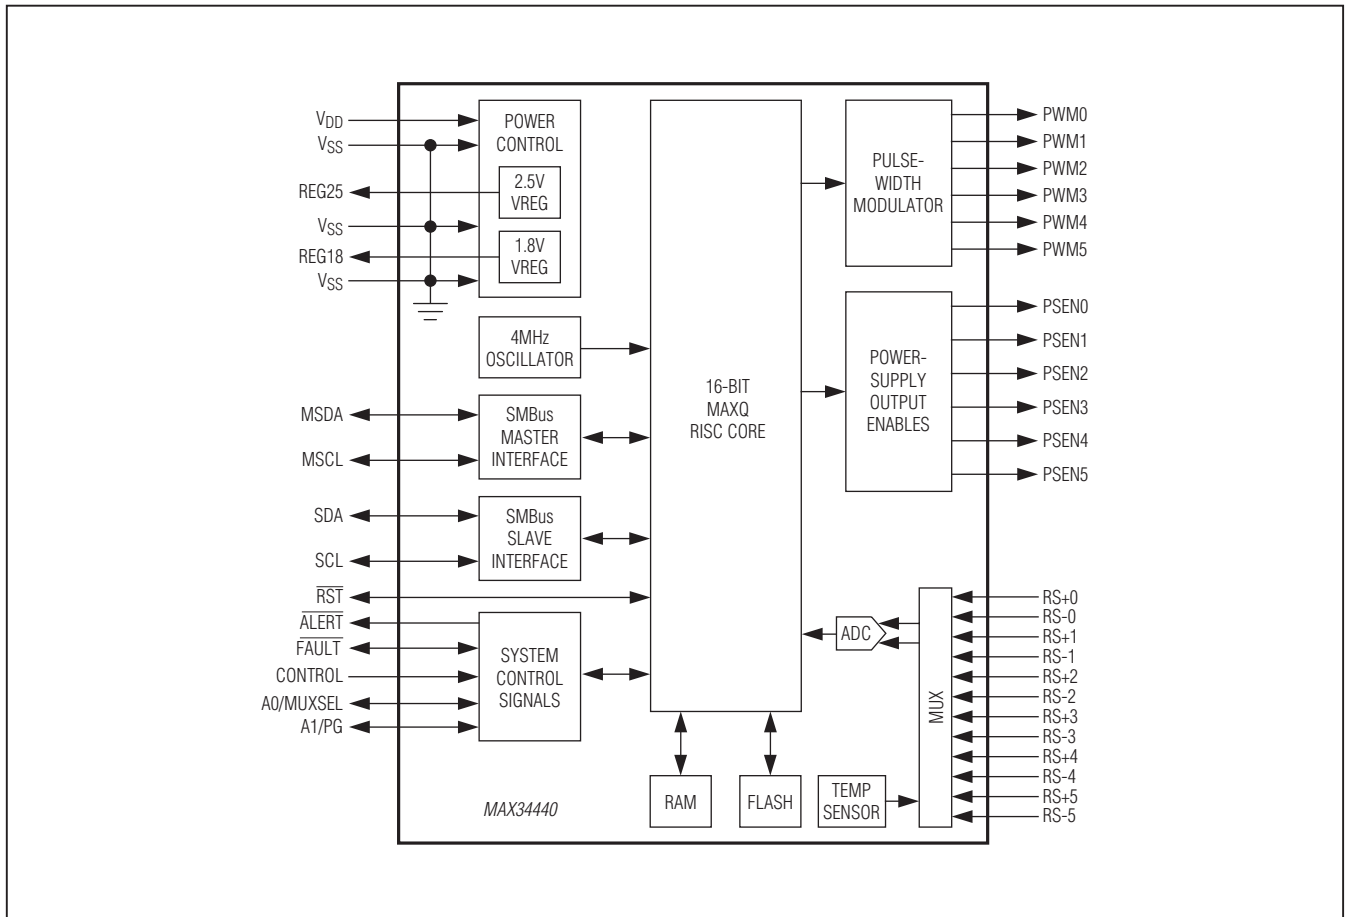 VDD
VSS
REG25
VSS
REG18
VSS
POWER
CONTROL
2.5V
VREG
1.8V
VREG
4MHz
OSCILLATOR
MSDA
MSCL
SMBus
MASTER
INTERFACE
SDA
SCL
SMBus
SLAVE
INTERFACE
RST
ALERT
FAULT
CONTROL
A0/MUXSEL
A1/PG
SYSTEM
CONTROL
SIGNALS
MAX34440
16-BIT
MAXQ
RISC CORE
RAM
FLASH
PULSE-
WIDTH
MODULATOR
PWM0
PWM1
PWM2
PWM3
PWM4
PWM5
POWER-
SUPPLY
OUTPUT
ENABLES
PSEN0
PSEN1
PSEN2
PSEN3
PSEN4
PSEN5
ADC
MUX
TEMP
SENSOR
RS+0
RS-0
RS+1
RS-1
RS+2
RS-2
RS+3
RS-3
RS+4
RS-4
RS+5
RS-5